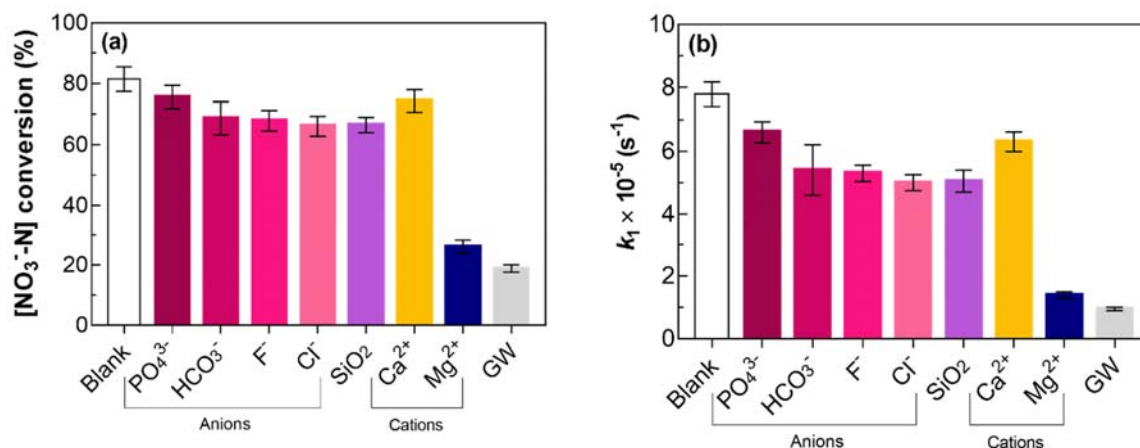 (a)
[NO₃⁻-N] conversion (%)
100
80
60
40
20
0
Blank
PO₄³⁻
HCO₃⁻
F⁻
Cl⁻
SiO₂
Ca²⁺
Mg²⁺
GW
Anions
Cations
(b)
k₁ × 10⁻⁵ (s⁻¹)
10
8
6
4
2
0
Blank
PO₄³⁻
HCO₃⁻
F⁻
Cl⁻
SiO₂
Ca²⁺
Mg²⁺
GW
Anions
Cations